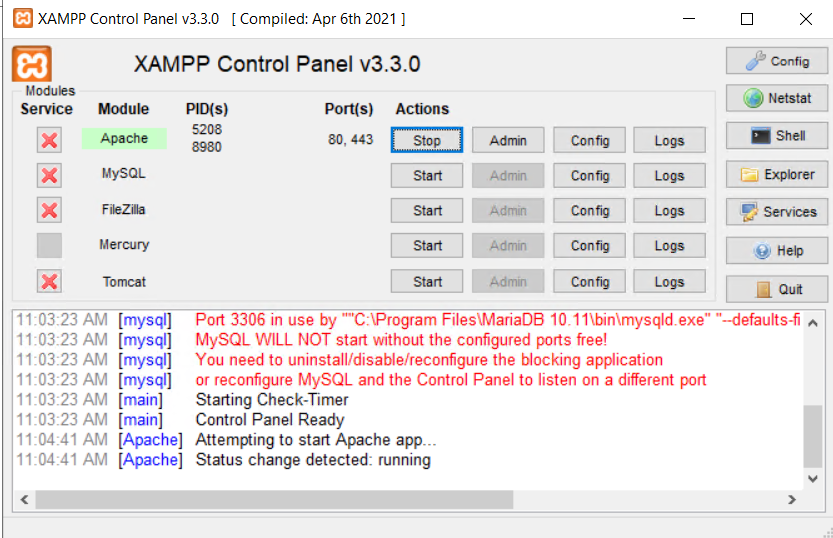 XAMPP Control Panel v3.3.0 [ Compiled: Apr 6th 2021 ]
XAMPP Control Panel v3.3.0
Config
Modules
Service Module PID(s) Port(s) Actions
Netstat
Apache 5208 80, 443 Stop Admin Config Logs
8980
Shell
MySQL Start Admin Config Logs
Explorer
FileZilla Start Admin Config Logs
Services
Mercury Start Admin Config Logs
Help
Tomcat Start Admin Config Logs
Quit
11:03:23 AM [mysql] Port 3306 in use by ""C:\Program Files\MariaDB 10.11\bin\mysqld.exe" "--defaults-fi
11:03:23 AM [mysql] MySQL WILL NOT start without the configured ports free!
11:03:23 AM [mysql] You need to uninstall/disable/reconfigure the blocking application
11:03:23 AM [mysql] or reconfigure MySQL and the Control Panel to listen on a different port
11:03:23 AM [main] Starting Check-Timer
11:03:23 AM [main] Control Panel Ready
11:04:41 AM [Apache] Attempting to start Apache app...
11:04:41 AM [Apache] Status change detected: running